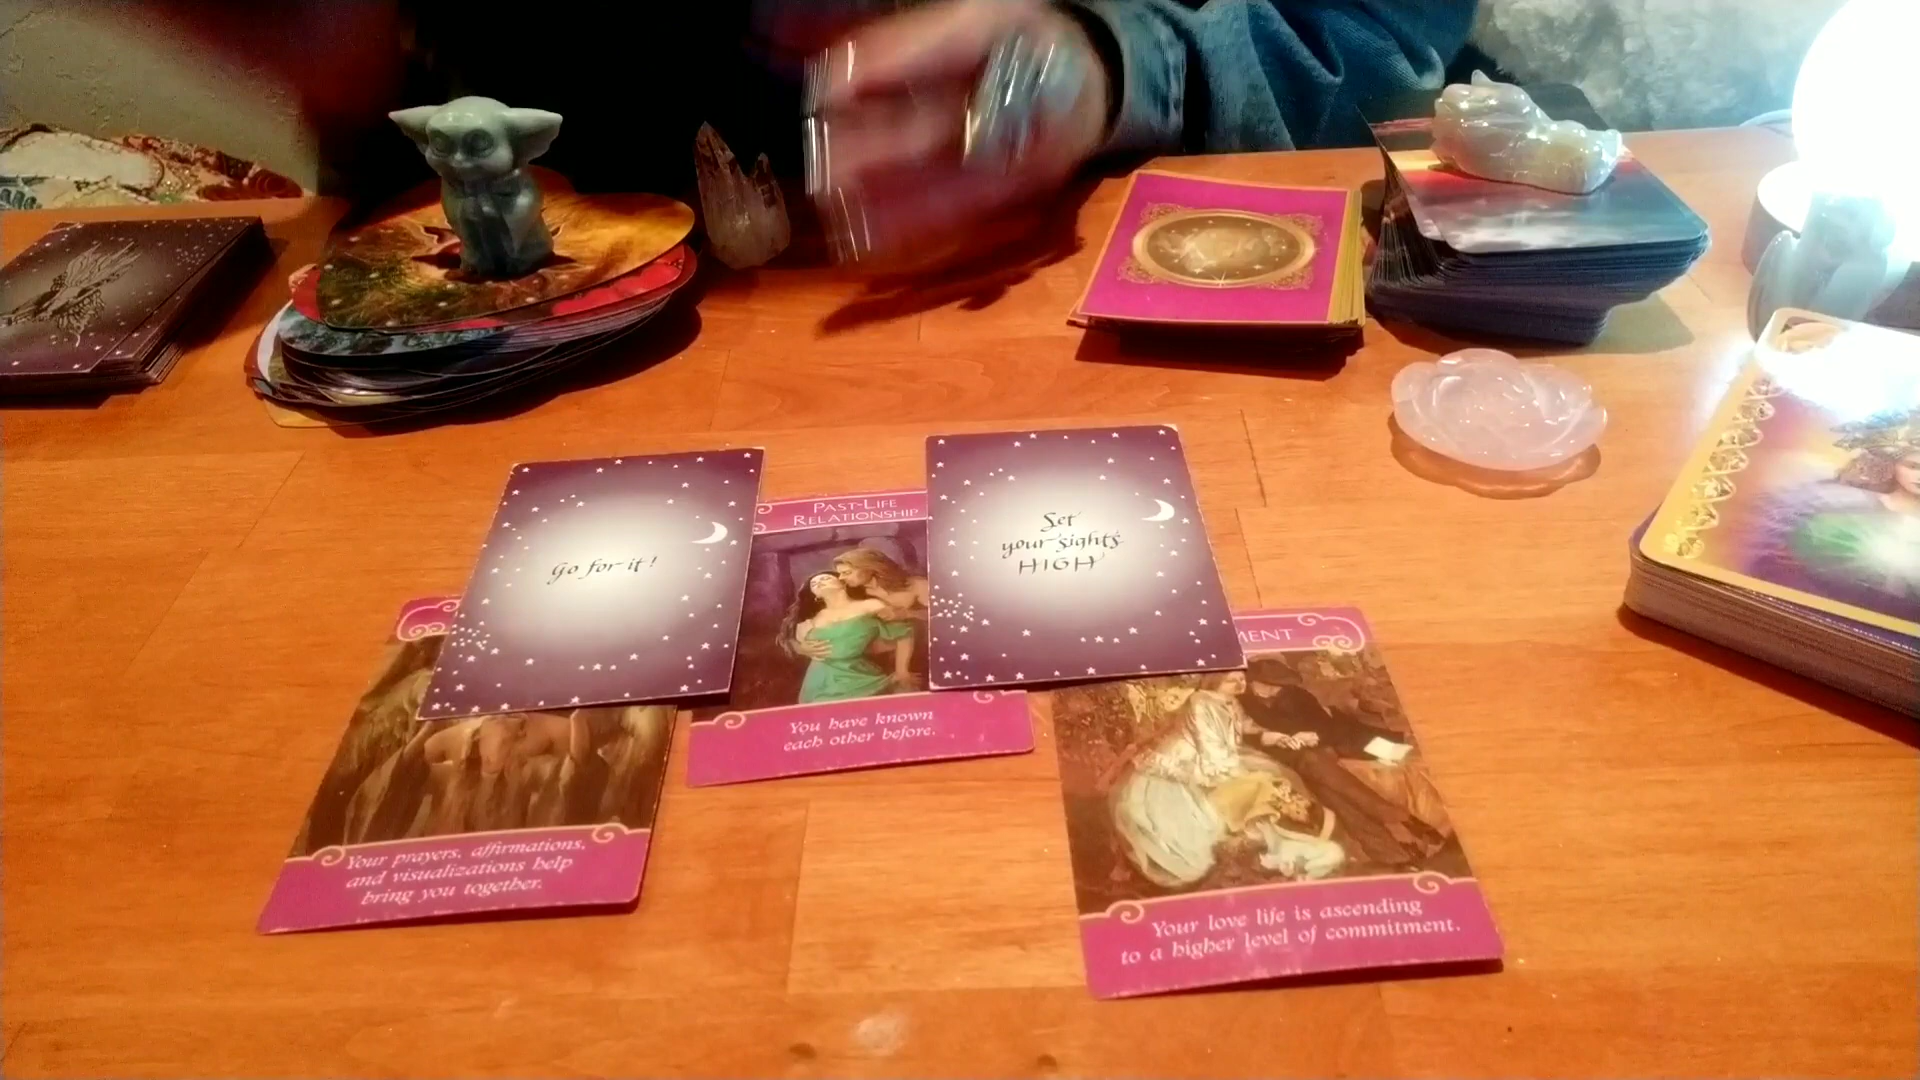 Go for it!
PAST-LIFE
RELATIONSHIP
You have known
each other before.
Set
your sights
HIGH
MENT
Your prayers, affirmations,
and visualizations help
bring you together.
Your love life is ascending
to a higher level of commitment.